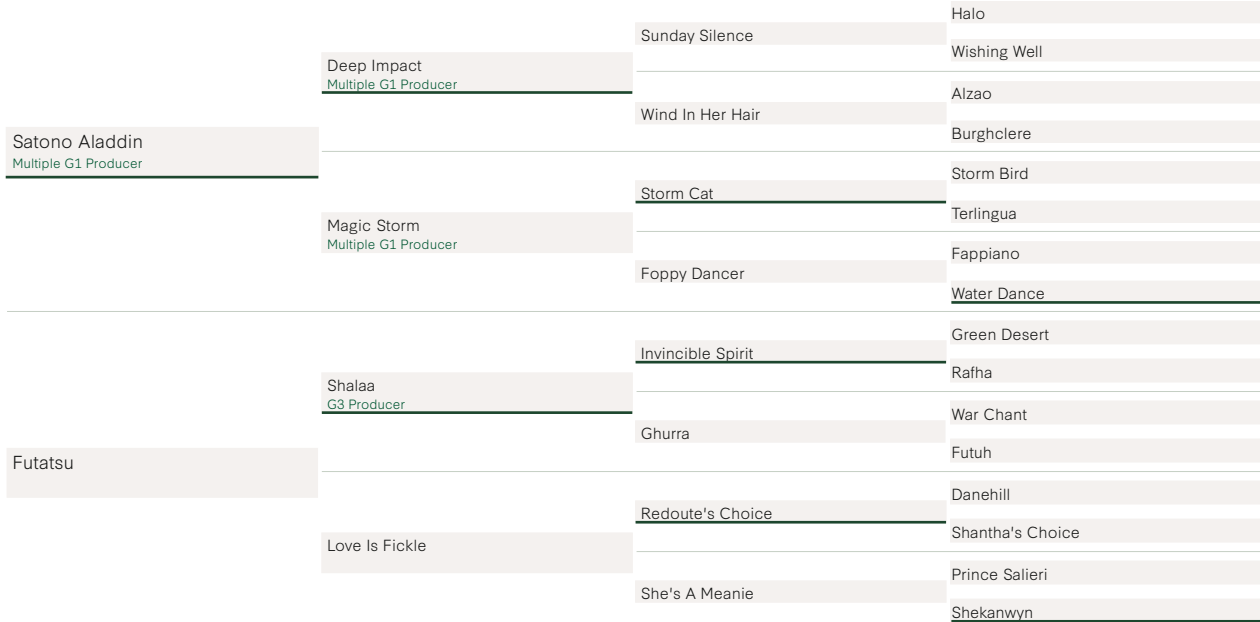 Satono Aladdin
Multiple G1 Producer
Futatsu
Deep Impact
Multiple G1 Producer
Magic Storm
Multiple G1 Producer
Shalaa
G3 Producer
Love Is Fickle
Sunday Silence
Wind In Her Hair
Storm Cat
Foppy Dancer
Invincible Spirit
Ghurra
Redoute's Choice
She's A Meanie
Halo
Wishing Well
Alzao
Burghclere
Storm Bird
Terlingua
Fappiano
Water Dance
Green Desert
Rafha
War Chant
Futuh
Danehill
Shantha's Choice
Prince Salieri
Shekanwyn